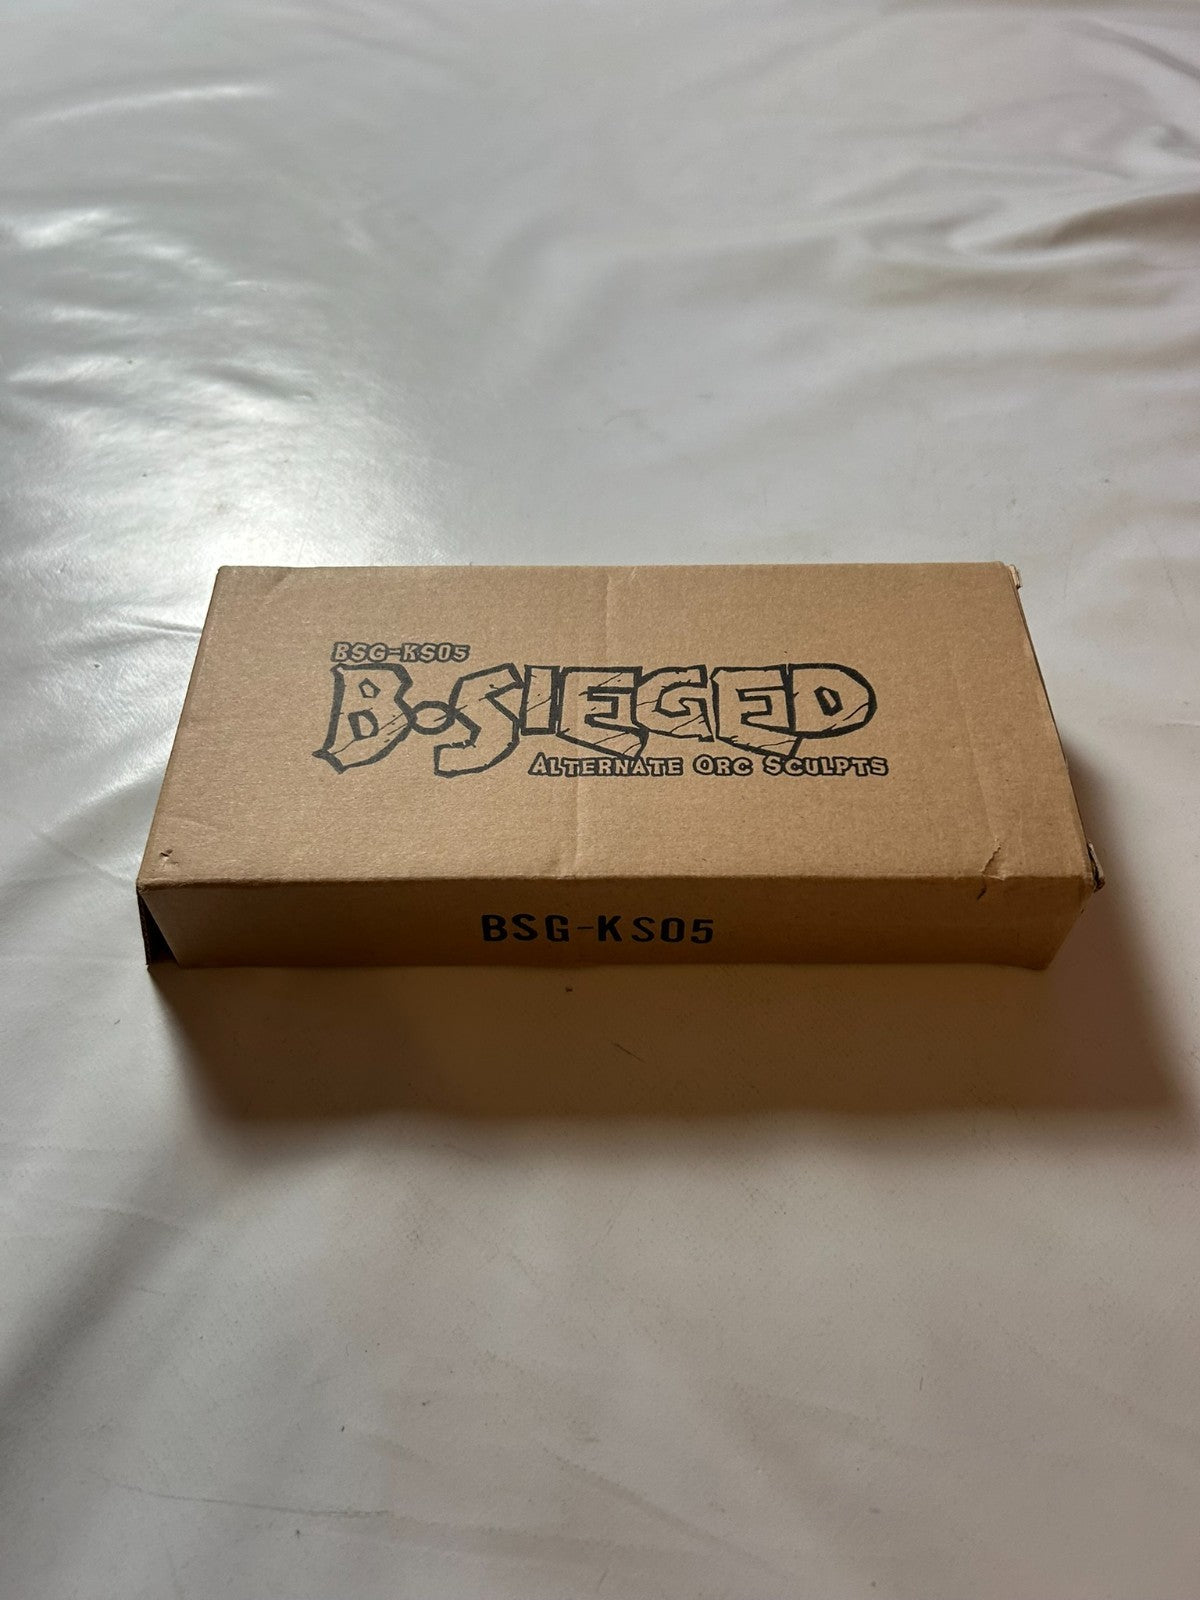 BSG-KS05
B-SIEGED
ALTERNATE ORC SCULPTS
BSG-KS05